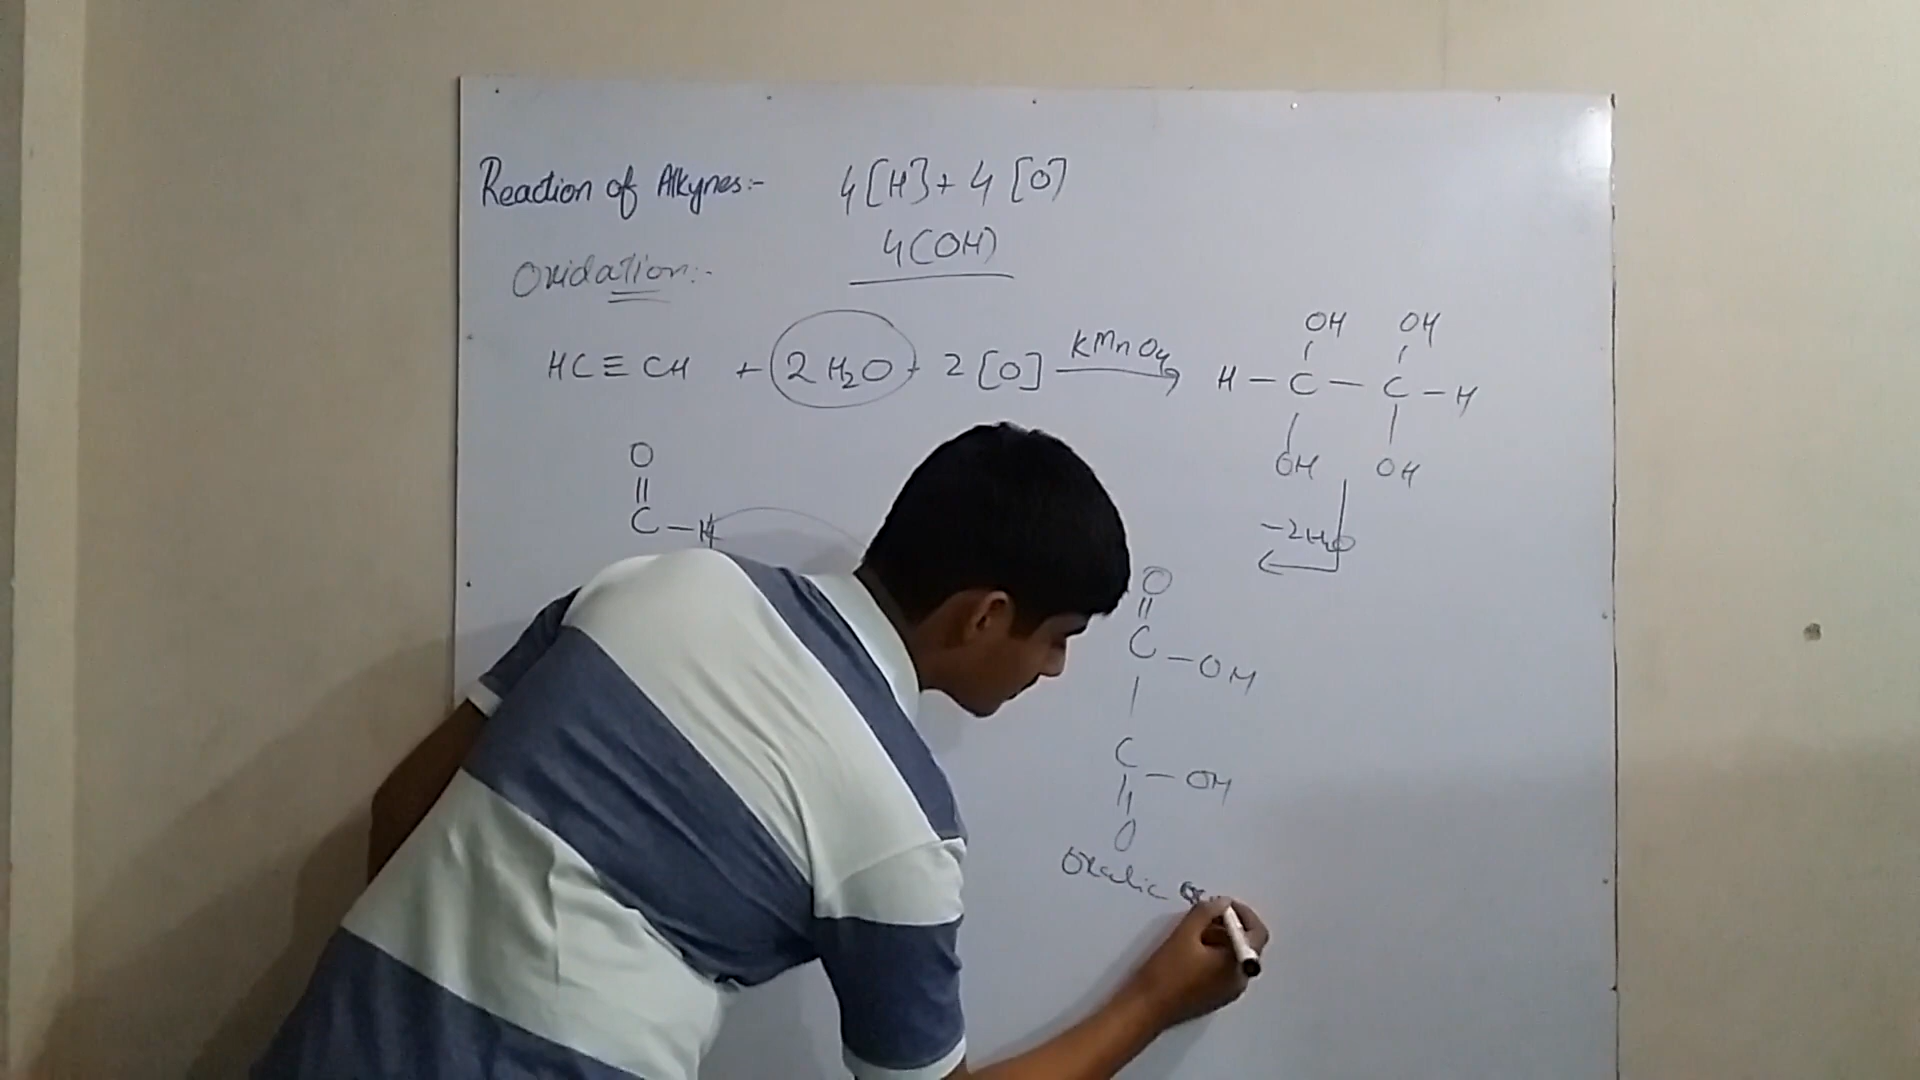 Reaction of Alkynes:-
4[H]+ 4[O]
4(OH)
Oxidation:-
HC≡CH + 2H₂O + 2[O] KMnO₄ →
OH OH
H—C—C—H
OH OH
-2H₂O
O
C—H
O
C—OH
C—OH
O
Oxalic